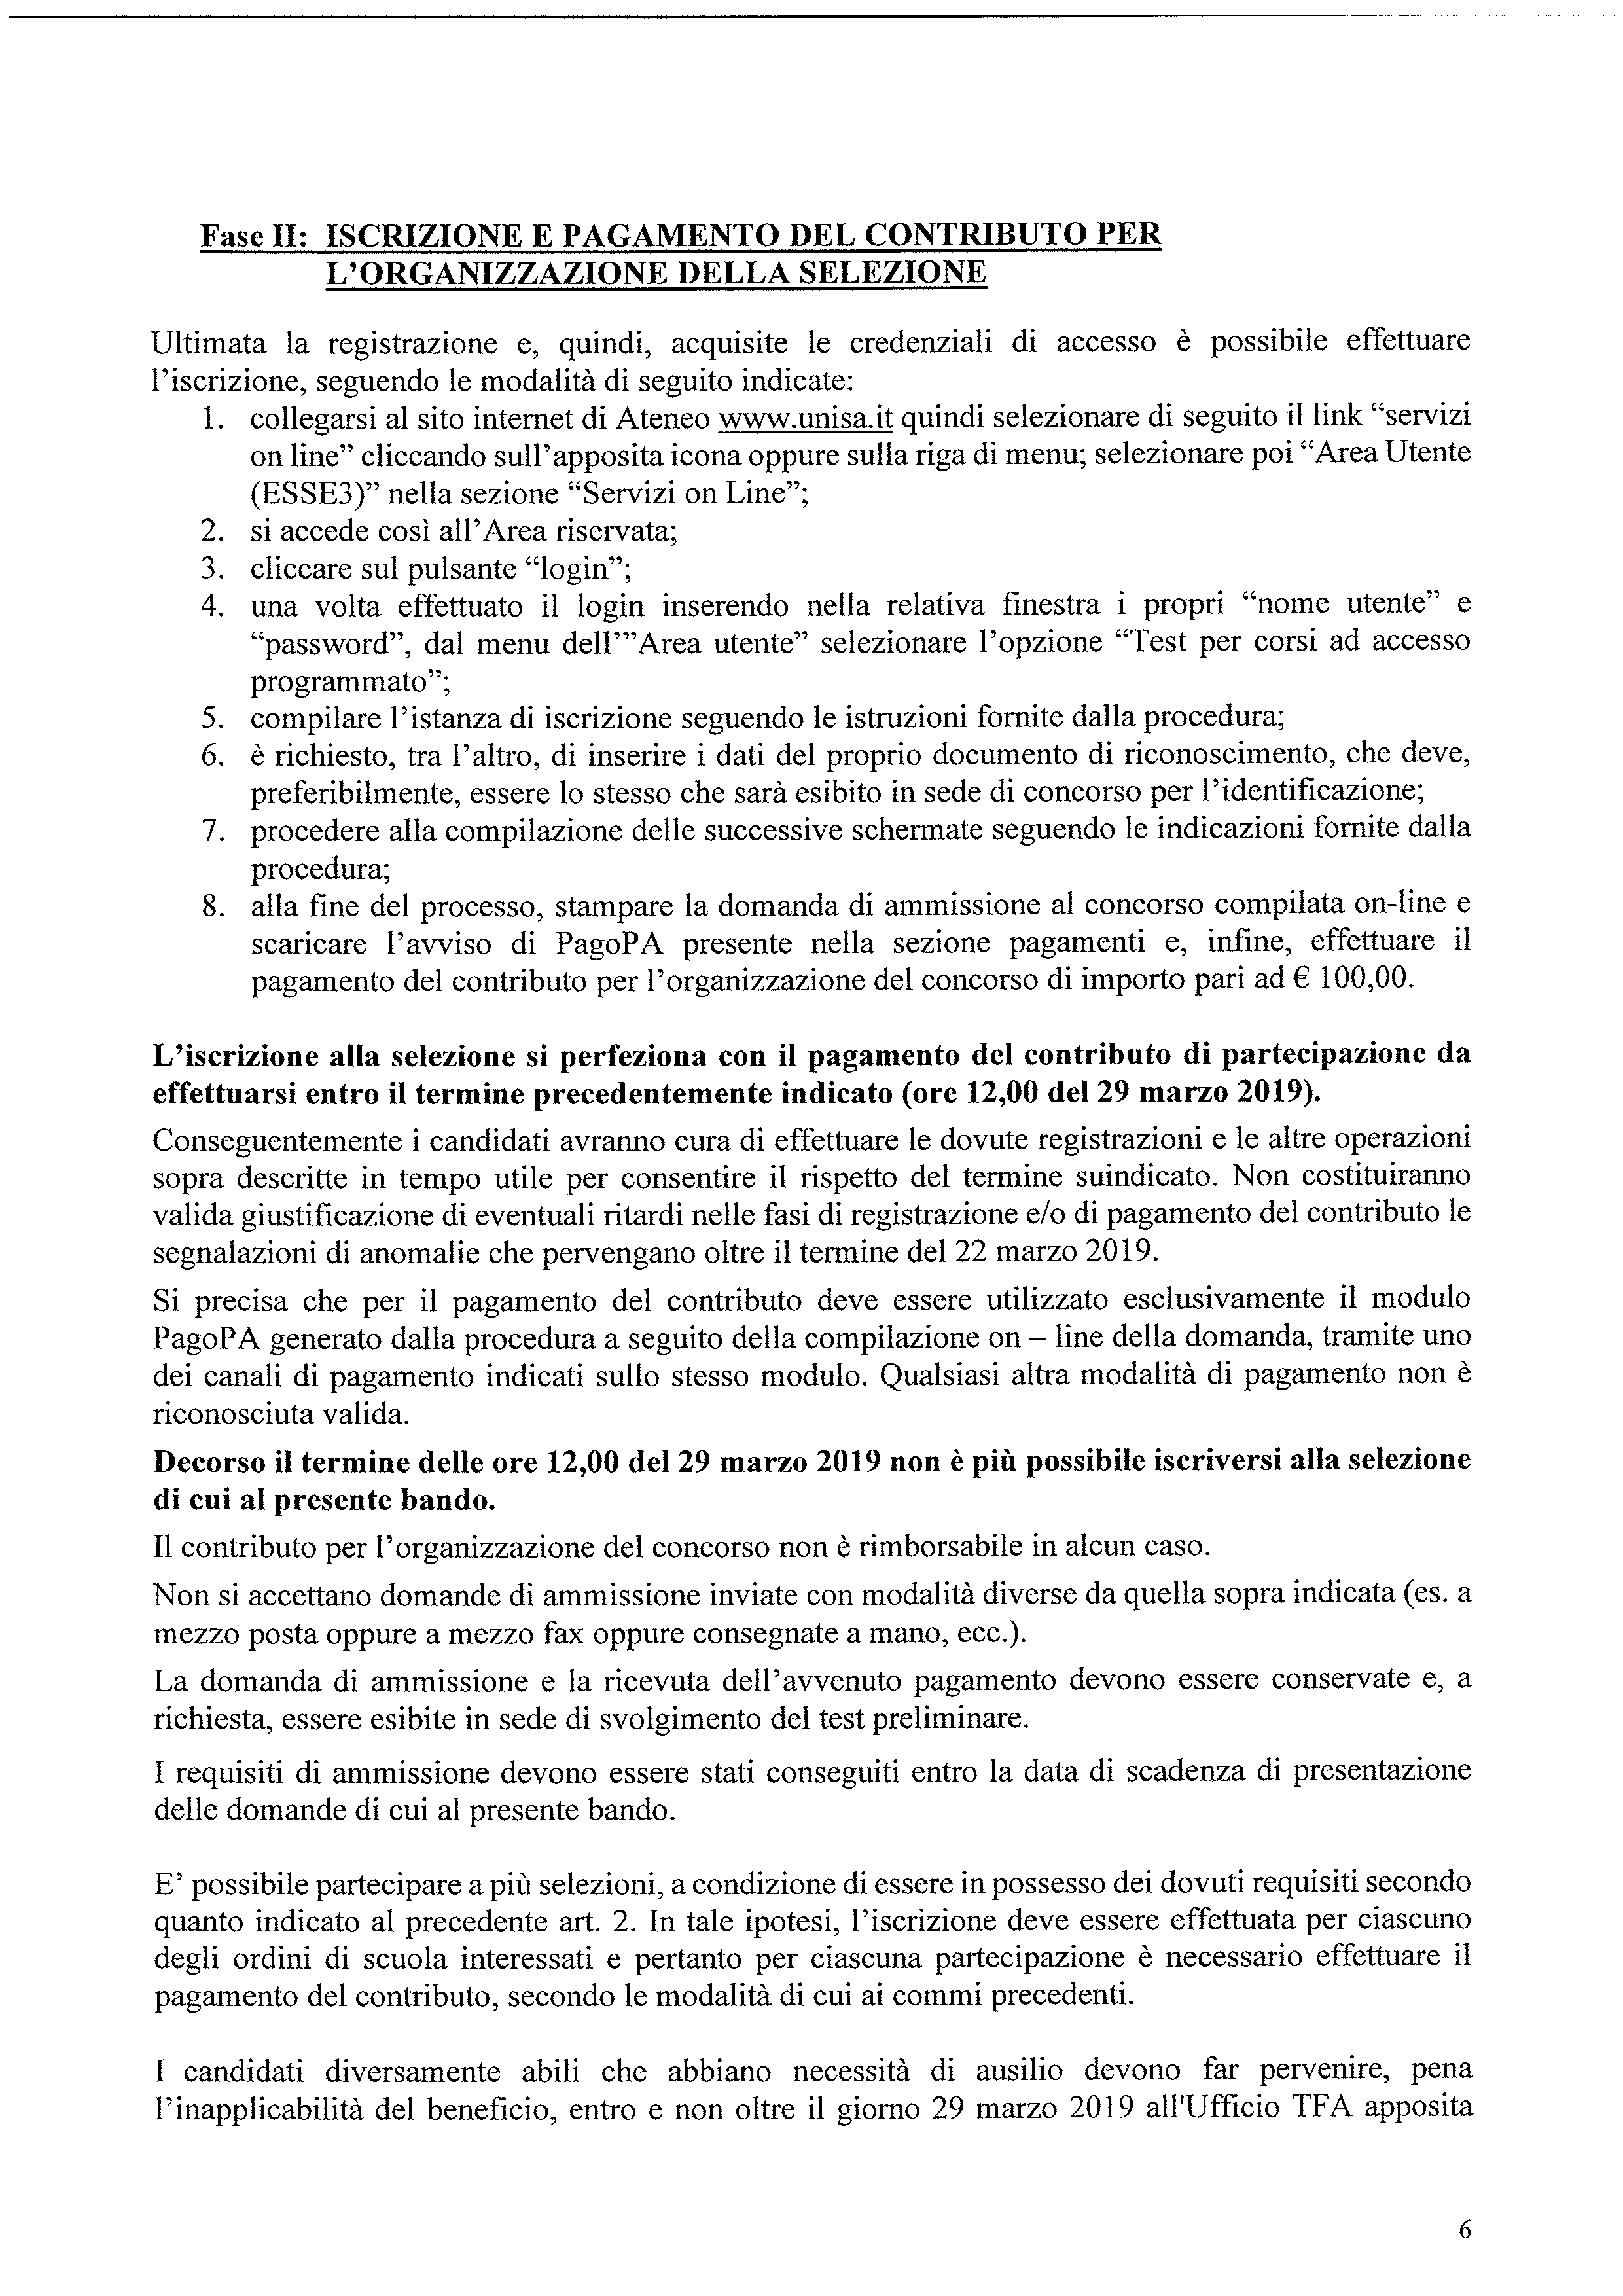 Fase II: ISCRIZIONE E PAGAMENTO DEL CONTRIBUTO PER
L'ORGANIZZAZIONE DELLA SELEZIONE
Ultimata la registrazione e, quindi, acquisite le credenziali di accesso è possibile effettuare
l'iscrizione, seguendo le modalità di seguito indicate:
1. collegarsi al sito internet di Ateneo www.unisa.it quindi selezionare di seguito il link “servizi
on line” cliccando sull'apposita icona oppure sulla riga di menu; selezionare poi “Area Utente
(ESSE3)” nella sezione “Servizi on Line”;
2. si accede così all'Area riservata;
3. cliccare sul pulsante “login”;
4. una volta effettuato il login inserendo nella relativa finestra i propri “nome utente” e
“password”, dal menu dell'”Area utente” selezionare l'opzione “Test per corsi ad accesso
programmato”;
5. compilare l'istanza di iscrizione seguendo le istruzioni fornite dalla procedura;
6. è richiesto, tra l'altro, di inserire i dati del proprio documento di riconoscimento, che deve,
preferibilmente, essere lo stesso che sarà esibito in sede di concorso per l'identificazione;
7. procedere alla compilazione delle successive schermate seguendo le indicazioni fornite dalla
procedura;
8. alla fine del processo, stampare la domanda di ammissione al concorso compilata on-line e
scaricare l'avviso di PagoPA presente nella sezione pagamenti e, infine, effettuare il
pagamento del contributo per l'organizzazione del concorso di importo pari ad € 100,00.
L'iscrizione alla selezione si perfeziona con il pagamento del contributo di partecipazione da
effettuarsi entro il termine precedentemente indicato (ore 12,00 del 29 marzo 2019).
Conseguentemente i candidati avranno cura di effettuare le dovute registrazioni e le altre operazioni
sopra descritte in tempo utile per consentire il rispetto del termine suindicato. Non costituiranno
valida giustificazione di eventuali ritardi nelle fasi di registrazione e/o di pagamento del contributo le
segnalazioni di anomalie che pervengano oltre il termine del 22 marzo 2019.
Si precisa che per il pagamento del contributo deve essere utilizzato esclusivamente il modulo
PagoPA generato dalla procedura a seguito della compilazione on – line della domanda, tramite uno
dei canali di pagamento indicati sullo stesso modulo. Qualsiasi altra modalità di pagamento non è
riconosciuta valida.
Decorso il termine delle ore 12,00 del 29 marzo 2019 non è più possibile iscriversi alla selezione
di cui al presente bando.
Il contributo per l'organizzazione del concorso non è rimborsabile in alcun caso.
Non si accettano domande di ammissione inviate con modalità diverse da quella sopra indicata (es. a
mezzo posta oppure a mezzo fax oppure consegnate a mano, ecc.).
La domanda di ammissione e la ricevuta dell'avvenuto pagamento devono essere conservate e, a
richiesta, essere esibite in sede di svolgimento del test preliminare.
I requisiti di ammissione devono essere stati conseguiti entro la data di scadenza di presentazione
delle domande di cui al presente bando.
E' possibile partecipare a più selezioni, a condizione di essere in possesso dei dovuti requisiti secondo
quanto indicato al precedente art. 2. In tale ipotesi, l'iscrizione deve essere effettuata per ciascuno
degli ordini di scuola interessati e pertanto per ciascuna partecipazione è necessario effettuare il
pagamento del contributo, secondo le modalità di cui ai commi precedenti.
I candidati diversamente abili che abbiano necessità di ausilio devono far pervenire, pena
l'inapplicabilità del beneficio, entro e non oltre il giorno 29 marzo 2019 all'Ufficio TFA apposita
6